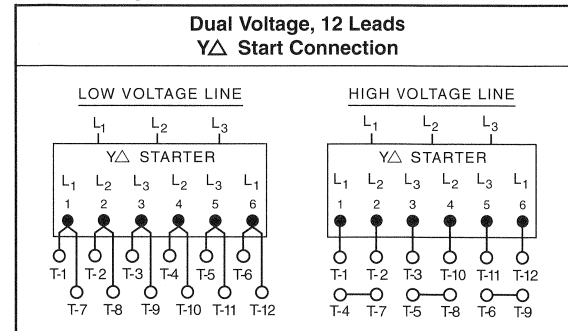 Dual Voltage, 12 Leads
Y△ Start Connection
LOW VOLTAGE LINE
L1 L2 L3
Y△ STARTER
L1 L2 L3 L2 L3 L1
1 2 3 4 5 6
T-1 T-2 T-3 T-4 T-5 T-6
T-7 T-8 T-9 T-10 T-11 T-12
HIGH VOLTAGE LINE
L1 L2 L3
Y△ STARTER
L1 L2 L3 L2 L3 L1
1 2 3 4 5 6
T-1 T-2 T-3 T-10 T-11 T-12
T-4 T-7 T-5 T-8 T-6 T-9